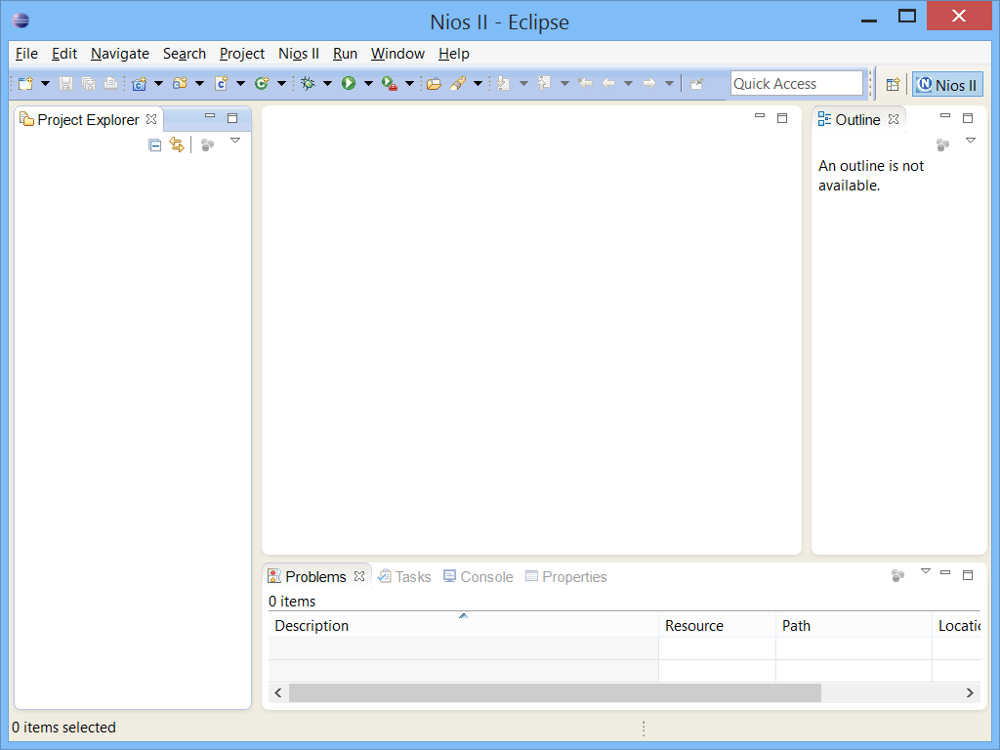 Nios II - Eclipse
File Edit Navigate Search Project Nios II Run Window Help
Quick Access Nios II
Project Explorer
Outline
An outline is not
available.
Problems Tasks Console Properties
0 items
Description Resource Path Locatic
0 items selected